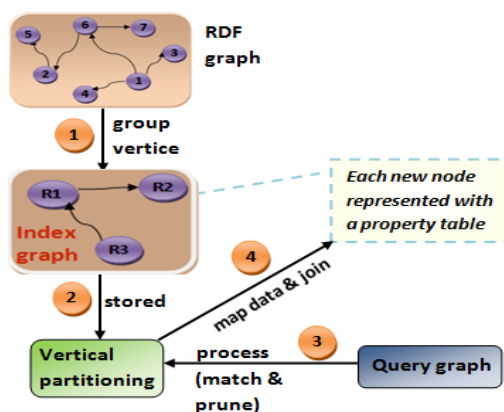 RDF
graph
5
6
7
3
2
4
1
1
group
vertice
R1
R2
Index
graph
R3
Each new node
represented with
a property table
2
stored
4
map data & join
Vertical
partitioning
process
(match &
prune)
3
Query graph